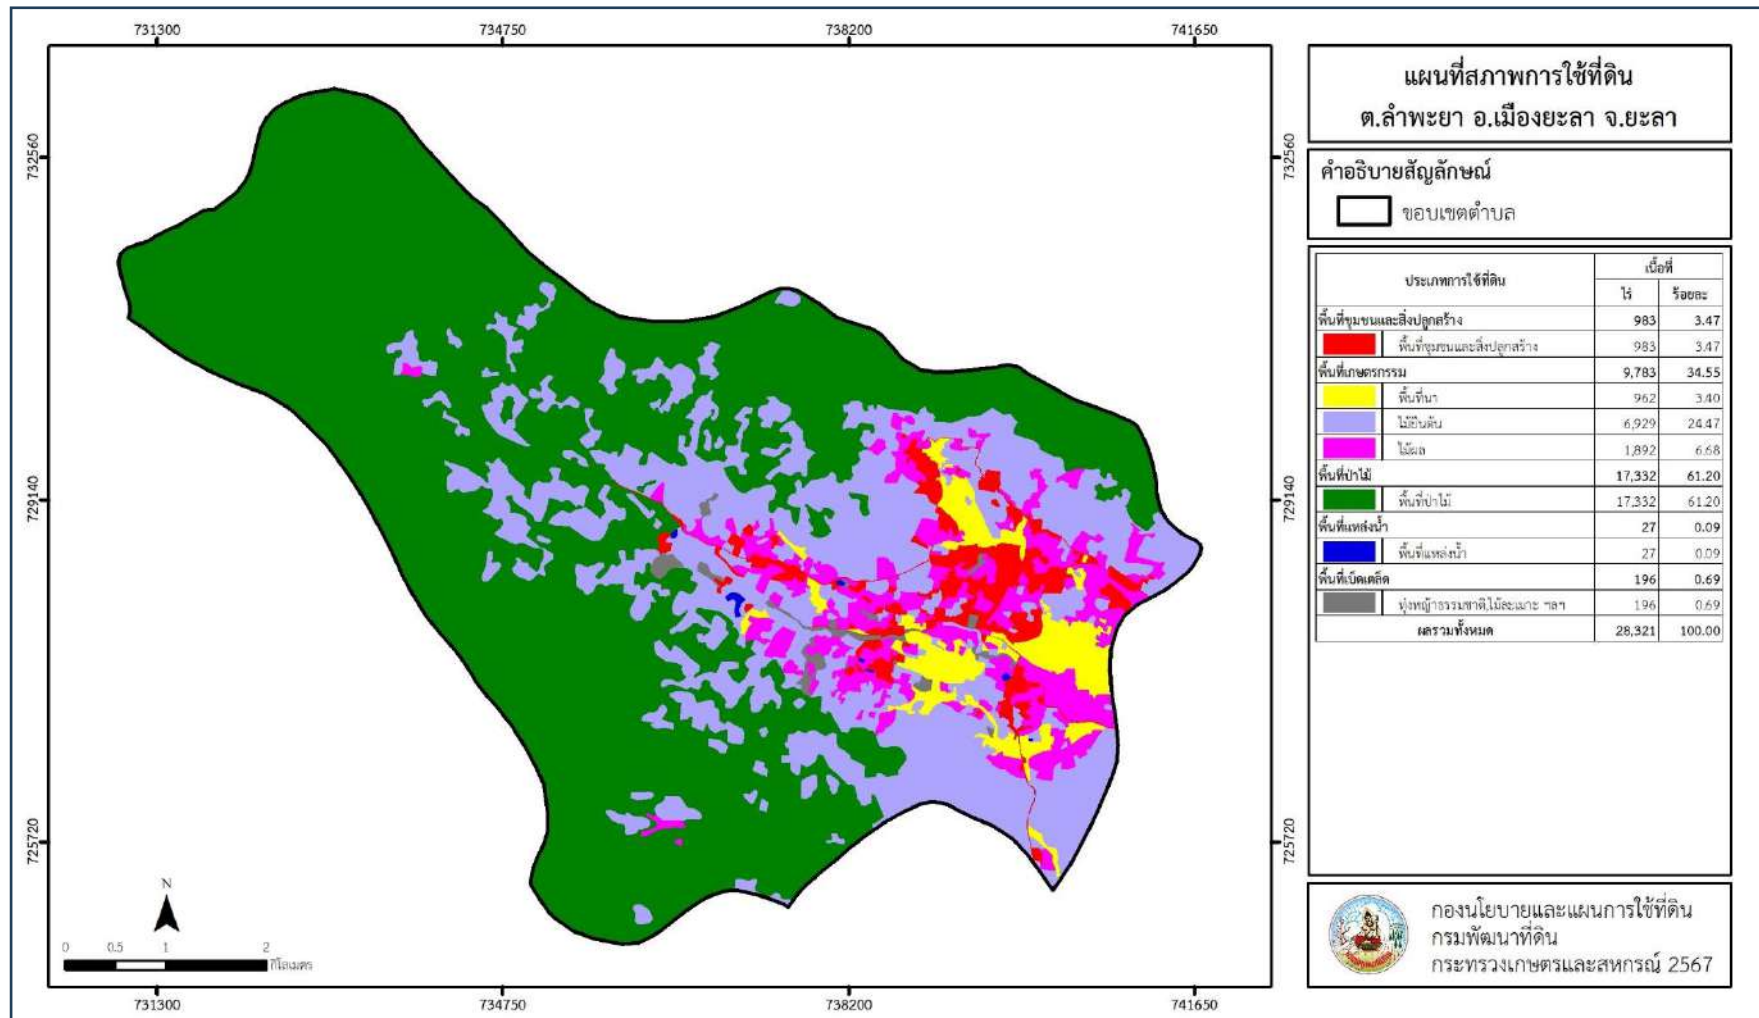 731300 734750 738200 741650
732560 732560
729140 729140
725720 725720
N
0 0.5 1 2
กิโลเมตร
731300 734750 738200 741650
แผนที่สภาพการใช้ที่ดิน
ต.ลำพะยา อ.เมืองยะลา จ.ยะลา
คำอธิบายสัญลักษณ์
ขอบเขตตำบล
ประเภทการใช้ที่ดิน เนื้อที่
ไร่ ร้อยละ
พื้นที่ชุมชนและสิ่งปลูกสร้าง 983 3.47
พื้นที่ชุมชนและสิ่งปลูกสร้าง 983 3.47
พื้นที่เกษตรกรรม 9,783 34.55
พื้นที่นา 962 3.40
ไม้ยืนต้น 6,929 24.47
ไม้ผล 1,892 6.68
พื้นที่ป่าไม้ 17,332 61.20
พื้นที่ป่าไม้ 17,332 61.20
พื้นที่แหล่งน้ำ 27 0.09
พื้นที่แหล่งน้ำ 27 0.09
พื้นที่เบ็ดเตล็ด 196 0.69
ทุ่งหญ้าธรรมชาติ,ไม้ละเมาะ ฯลฯ 196 0.69
ผลรวมทั้งหมด 28,321 100.00
กองนโยบายและแผนการใช้ที่ดิน
กรมพัฒนาที่ดิน
กระทรวงเกษตรและสหกรณ์ 2567